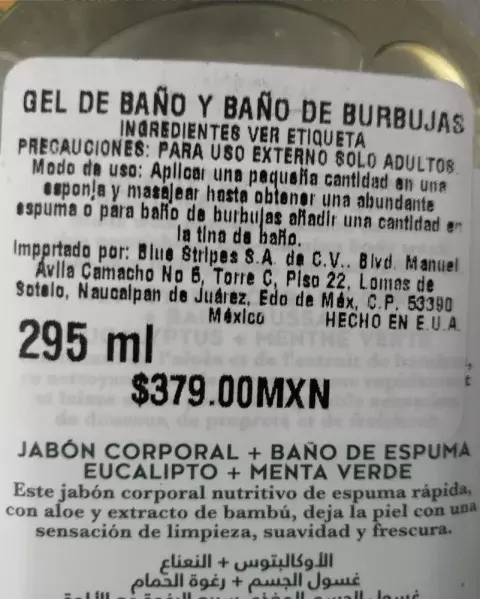 GEL DE BAÑO Y BAÑO DE BURBUJAS
INGREDIENTES VER ETIQUETA
PRECAUCIONES: PARA USO EXTERNO SOLO ADULTOS.
Modo de uso: Aplicar una pequeña cantidad en una
esponja y masajear hasta obtener una abundante
espuma o para baño de burbujas añadir una cantidad en
la tina de baño.
Importado por: Blue Stripes S.A. de C.V.. Blvd. Manuel
Ávila Camacho No 6, Torre C, Piso 22, Lomas de
Sotelo, Naucalpan de Juárez, Edo de Méx, C.P. 53390
México HECHO EN E.U.A.
295 ml
$379.00MXN
JABÓN CORPORAL + BAÑO DE ESPUMA
EUCALIPTO + MENTA VERDE
Este jabón corporal nutritivo de espuma rápida,
con aloe y extracto de bambú, deja la piel con una
sensación de limpieza, suavidad y frescura.
الأوكالبتوس + النعناع
غسول الجسم + رغوة الحمام